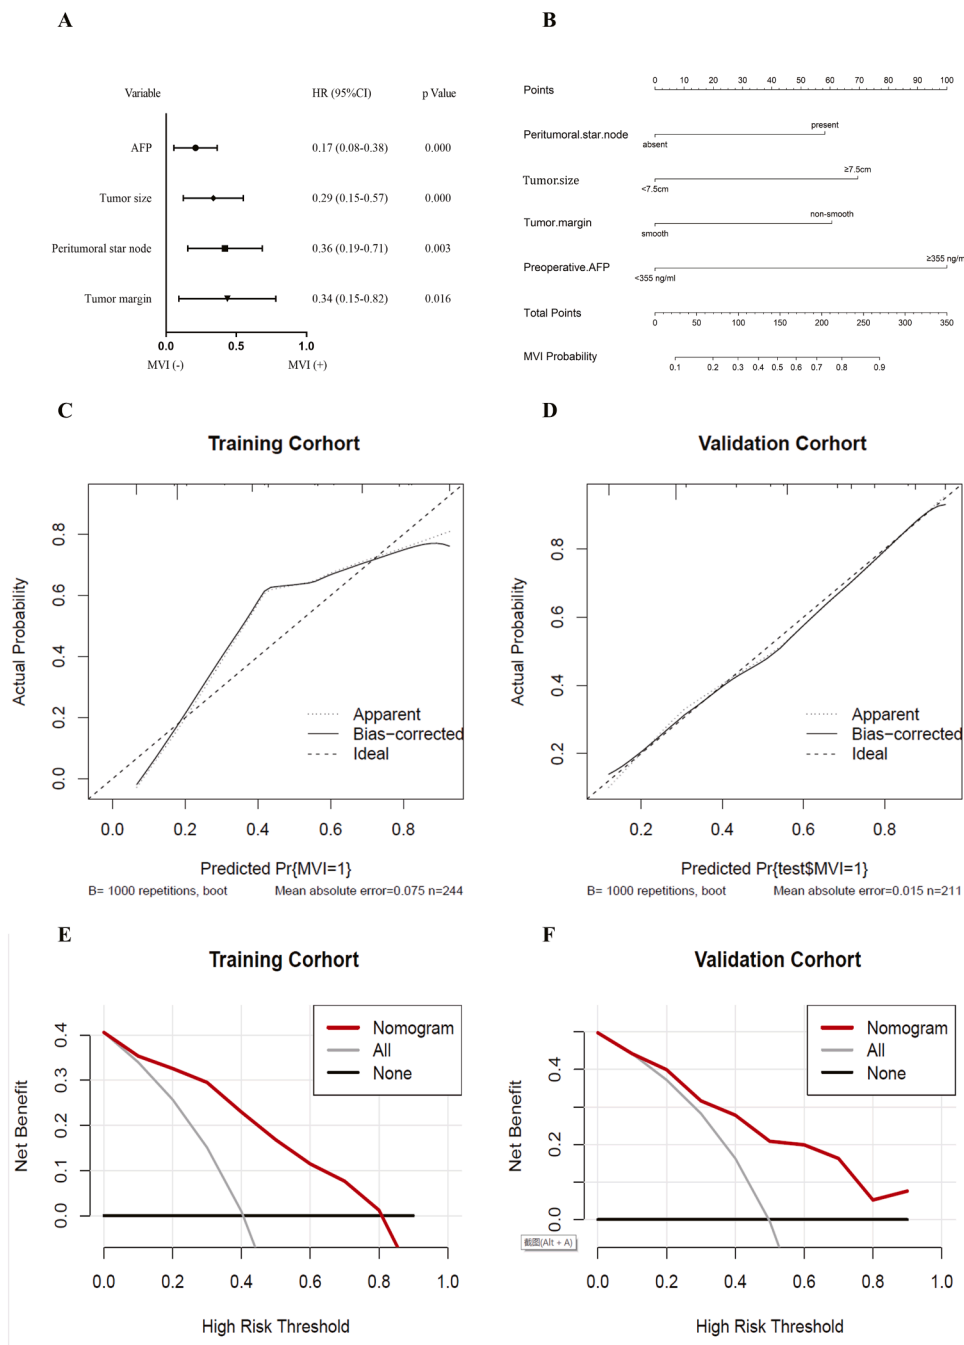 A
Variable HR (95%CI) p Value
AFP 0.17 (0.08-0.38) 0.000
Tumor size 0.29 (0.15-0.57) 0.000
Peritumoral star node 0.36 (0.19-0.71) 0.003
Tumor margin 0.34 (0.15-0.82) 0.016
0.0 0.5 1.0
MVI (-) MVI (+)
B
Points 0 10 20 30 40 50 60 70 80 90 100
Peritumoral.star.node
present
absent
Tumor.size
≥7.5cm
<7.5cm
Tumor.margin
non-smooth
smooth
Preoperative.AFP
≥355 ng/m
<355 ng/ml
Total Points 0 50 100 150 200 250 300 350
MVI Probability
0.1 0.2 0.3 0.4 0.5 0.6 0.7 0.8 0.9
C
Training Corhort
Actual Probability
0.8
0.6
0.4
0.2
0.0
Apparent
Bias-corrected
Ideal
0.0 0.2 0.4 0.6 0.8
Predicted Pr{MVI=1}
B= 1000 repetitions, boot Mean absolute error=0.075 n=244
D
Validation Corhort
Actual Probability
0.8
0.6
0.4
0.2
Apparent
Bias-corrected
Ideal
0.2 0.4 0.6 0.8
Predicted Pr{test$MVI=1}
B= 1000 repetitions, boot Mean absolute error=0.015 n=211
E
Training Corhort
Net Benefit
0.4
0.3
0.2
0.1
0.0
Nomogram
All
None
0.0 0.2 0.4 0.6 0.8 1.0
High Risk Threshold
F
Validation Corhort
Net Benefit
0.4
0.2
0.0
Nomogram
All
None
截图(Alt + A)
0.0 0.2 0.4 0.6 0.8 1.0
High Risk Threshold